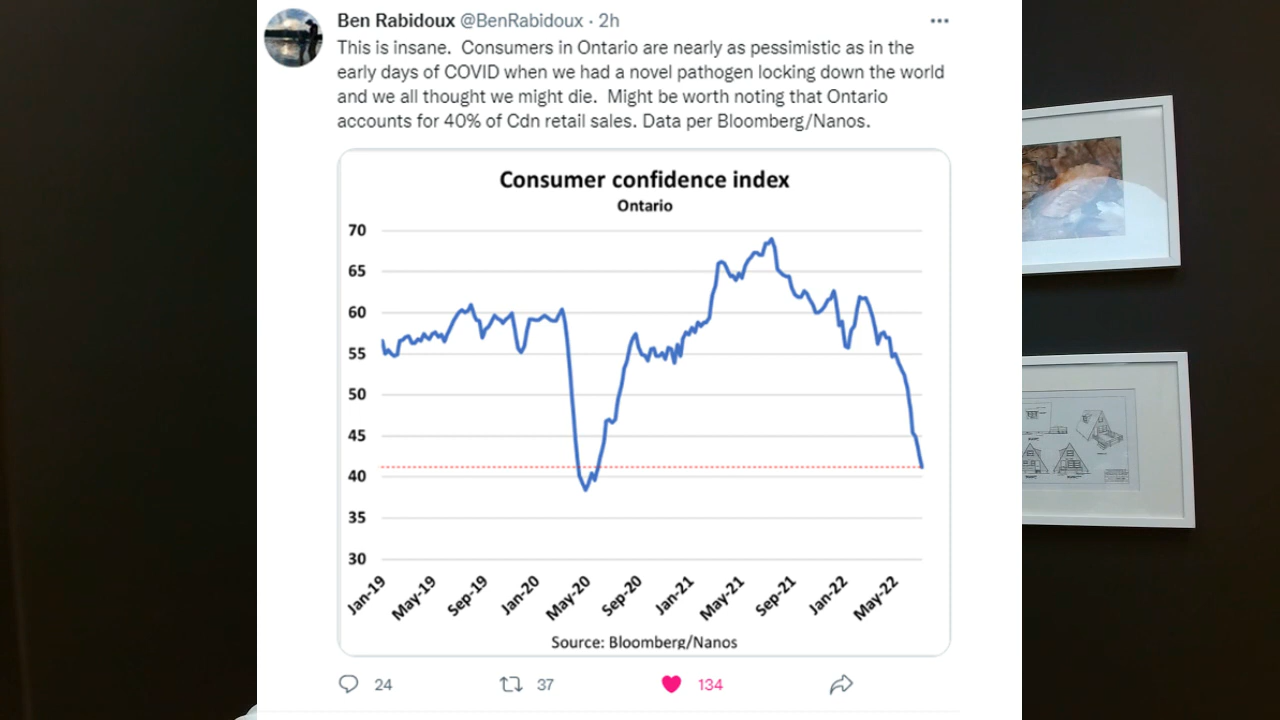 Ben Rabidoux @BenRabidoux · 2h
This is insane. Consumers in Ontario are nearly as pessimistic as in the
early days of COVID when we had a novel pathogen locking down the world
and we all thought we might die. Might be worth noting that Ontario
accounts for 40% of Cdn retail sales. Data per Bloomberg/Nanos.
Consumer confidence index
Ontario
70
65
60
55
50
45
40
35
30
Jan-19 May-19 Sep-19 Jan-20 May-20 Sep-20 Jan-21 May-21 Sep-21 Jan-22 May-22
Source: Bloomberg/Nanos
24 37 134